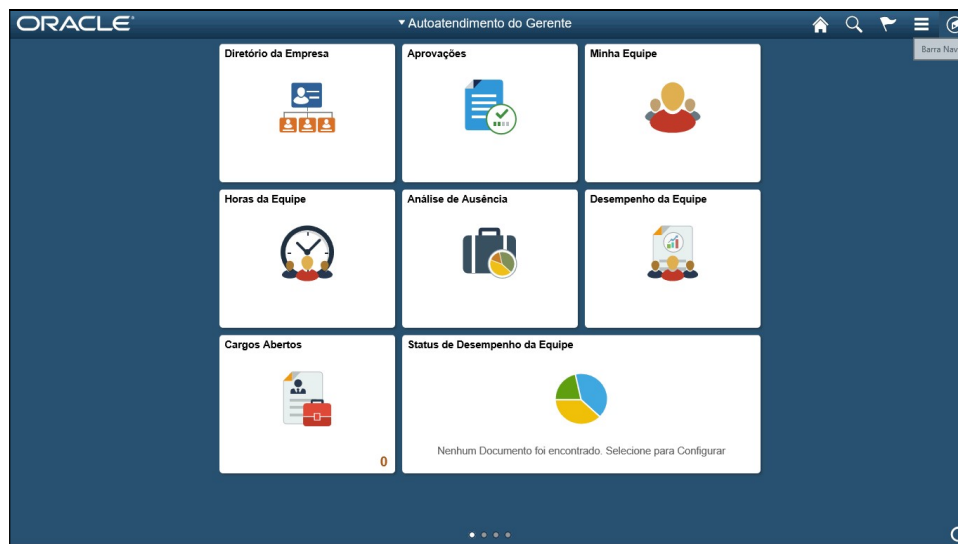 ORACLE
Autoatendimento do Gerente
Barra Nav
Diretório da Empresa
Aprovações
Minha Equipe
Horas da Equipe
Análise de Ausência
Desempenho da Equipe
Cargos Abertos
0
Status de Desempenho da Equipe
Nenhum Documento foi encontrado. Selecione para Configurar